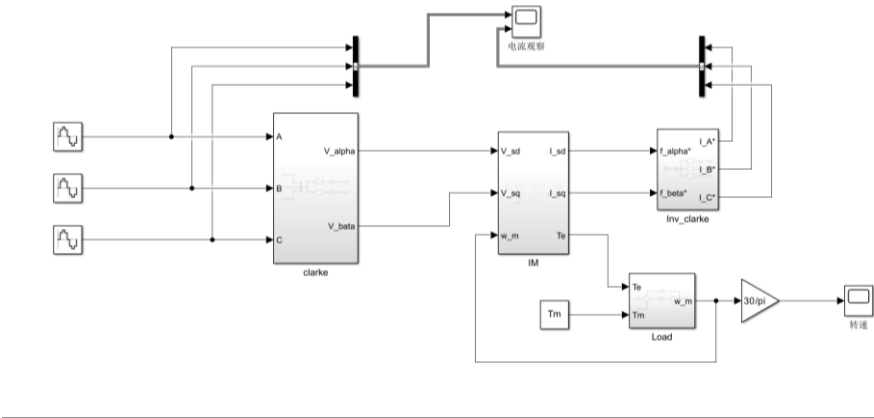 电流观察
A
B
C
V_alpha
V_bata
clarke
V_sd
V_sq
w_m
I_sd
I_sq
Te
IM
f_alpha*
f_beta*
I_A*
I_B*
I_C*
Inv_clarke
Tm
Te
Tm
w_m
Load
30/pi
转速